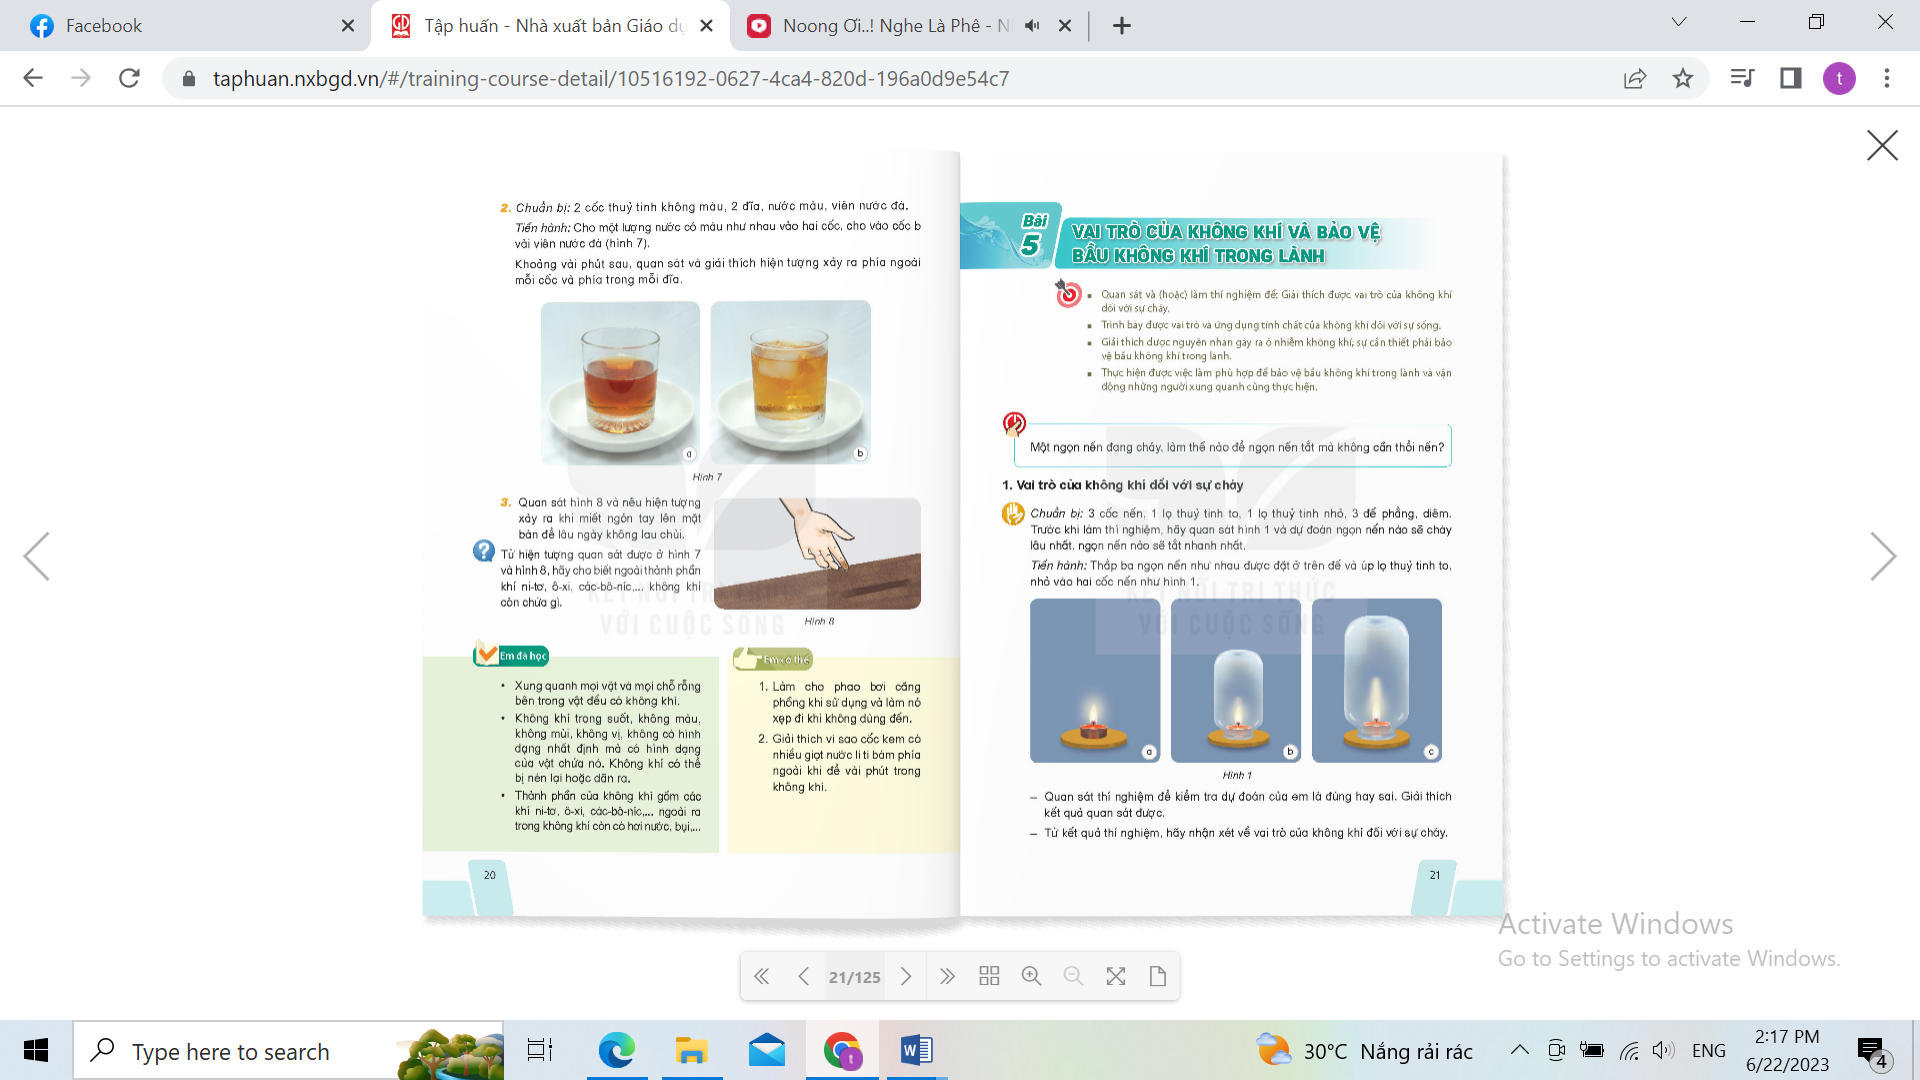 Facebook
Tập huấn - Nhà xuất bản Giáo dụ
Noong Ơi..! Nghe Là Phê - N
taphuan.nxbgd.vn/#/training-course-detail/10516192-0627-4ca4-820d-196a0d9e54c7
t
2. Chuẩn bị: 2 cốc thuỷ tinh không màu, 2 đĩa, nước màu, viên nước đá.
Tiến hành: Cho một lượng nước có màu như nhau vào hai cốc, cho vào cốc b
vài viên nước đá (hình 7).
Khoảng vài phút sau, quan sát và giải thích hiện tượng xảy ra phía ngoài
mỗi cốc và phía trong mỗi đĩa.
a
b
Hình 7
3. Quan sát hình 8 và nêu hiện tượng
xảy ra khi miết ngón tay lên mặt
bàn để lâu ngày không lau chùi.
Từ hiện tượng quan sát được ở hình 7
và hình 8, hãy cho biết ngoài thành phần
khí ni-tơ, ô-xi, các-bô-níc,... không khí
còn chứa gì.
Hình 8
KẾT NỐI TRI THỨC
VỚI CUỘC SỐNG
Em đã học
• Xung quanh mọi vật và mọi chỗ rỗng
bên trong vật đều có không khí.
• Không khí trong suốt, không màu,
không mùi, không vị, không có hình
dạng nhất định mà có hình dạng
của vật chứa nó. Không khí có thể
bị nén lại hoặc dãn ra.
• Thành phần của không khí gồm các
khí ni-tơ, ô-xi, các-bô-níc,... ngoài ra
trong không khí còn có hơi nước, bụi,...
Em có thể
1. Làm cho phao bơi căng
phồng khi sử dụng và làm nó
xẹp đi khi không dùng đến.
2. Giải thích vì sao cốc kem có
nhiều giọt nước li ti bám phía
ngoài khi để vài phút trong
không khí.
20
Bài
5
VAI TRÒ CỦA KHÔNG KHÍ VÀ BẢO VỆ
BẦU KHÔNG KHÍ TRONG LÀNH
▪ Quan sát và (hoặc) làm thí nghiệm để: Giải thích được vai trò của không khí
đối với sự cháy.
▪ Trình bày được vai trò và ứng dụng tính chất của không khí đối với sự sống.
▪ Giải thích được nguyên nhân gây ra ô nhiễm không khí; sự cần thiết phải bảo
vệ bầu không khí trong lành.
▪ Thực hiện được việc làm phù hợp để bảo vệ bầu không khí trong lành và vận
động những người xung quanh cùng thực hiện.
Một ngọn nến đang cháy, làm thế nào để ngọn nến tắt mà không cần thổi nến?
1. Vai trò của không khí đối với sự cháy
Chuẩn bị: 3 cốc nến, 1 lọ thuỷ tinh to, 1 lọ thuỷ tinh nhỏ, 3 đế phẳng, diêm.
Trước khi làm thí nghiệm, hãy quan sát hình 1 và dự đoán ngọn nến nào sẽ cháy
lâu nhất, ngọn nến nào sẽ tắt nhanh nhất.
Tiến hành: Thắp ba ngọn nến như nhau được đặt ở trên đế và úp lọ thuỷ tinh to,
nhỏ vào hai cốc nến như hình 1.
KẾT NỐI TRI THỨC
VỚI CUỘC SỐNG
a
b
c
Hình 1
– Quan sát thí nghiệm để kiểm tra dự đoán của em là đúng hay sai. Giải thích
kết quả quan sát được.
– Từ kết quả thí nghiệm, hãy nhận xét về vai trò của không khí đối với sự cháy.
21
Activate Windows
Go to Settings to activate Windows.
21/125
Type here to search
t
W
30°C Nắng rải rác
ENG
2:17 PM
6/22/2023
4